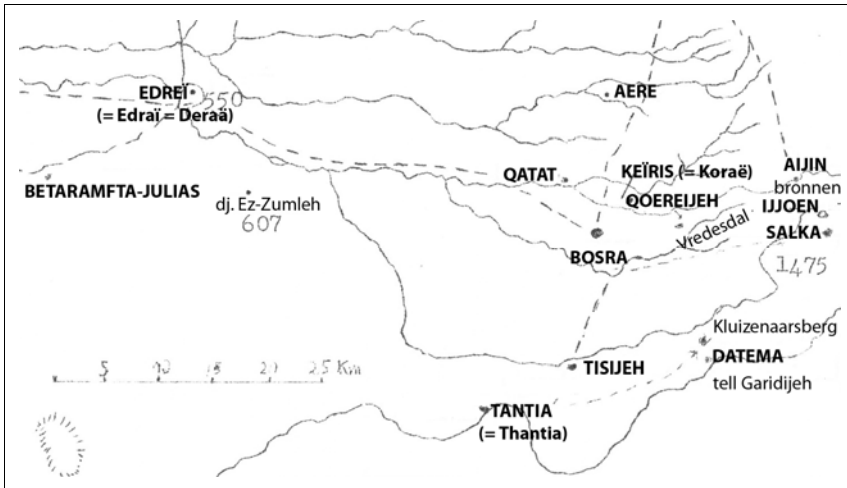 EDREÏ
550
(= Edraï = Deraä)
AERE
BETARAMFTA-JULIAS
dj. Ez-Zumleh
607
QATAT
KEÏRIS (= Koraë)
QOEREIJEH
AIJIN
bronnen
IJJOEN
SALKA
1475
Vredesdal
BOSRA
Kluizenaarsberg
DATEMA
tell Garidijeh
TISIJEH
TANTIA
(= Thantia)
5 10 15 20 25 Km